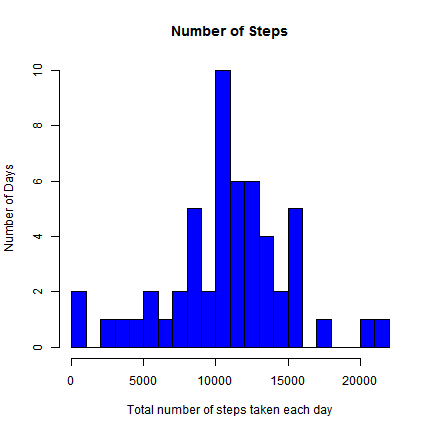 Number of Steps
Number of Days
10
8
6
4
2
0
0 5000 10000 15000 20000
Total number of steps taken each day